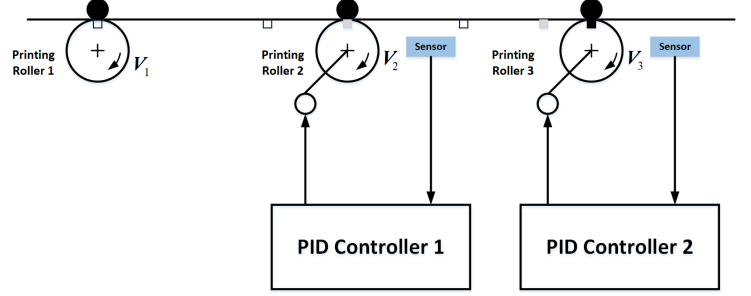 Printing
Roller 1
V1
Printing
Roller 2
V2
Sensor
Printing
Roller 3
V3
Sensor
PID Controller 1
PID Controller 2